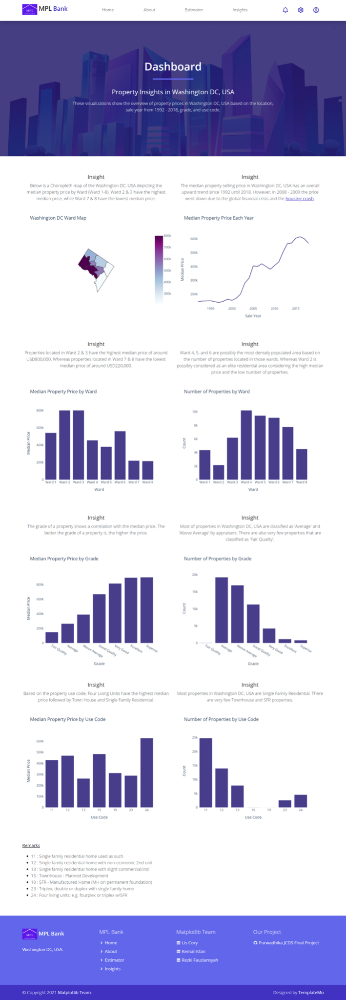 MPL
MPL Bank
Home
About
Estimator
Insights
Dashboard
Property Insights in Washington DC, USA
These visualizations show the overview of property prices in Washington DC, USA based on the location,
sale year from 1992 - 2018, grade, and use code.
Insight
Below is a Choropleth map of the Washington DC, USA depicting the
median property price by Ward (Ward 1-8). Ward 2 & 3 have the highest
median price, while Ward 7 & 8 have the lowest median price.
Insight
The median property selling price in Washington DC, USA has an overall
upward trend since 1992 until 2018. However, in 2008 - 2009 the price
went down due to the global financial crisis and the housing crash.
Washington DC Ward Map
800k
700k
600k
500k
400k
300k
Median Property Price Each Year
Median Price
600k
500k
400k
300k
200k
1995
2000
2005
2010
2015
Sale Year
Insight
Properties located in Ward 2 & 3 have the highest median price of around
USD800,000. Whereas properties located in Ward 7 & 8 have the lowest
median price of around USD220,000.
Insight
Ward 4, 5, and 6 are possibly the most densely populated area based on
the number of properties located in those wards. Whereas Ward 2 is
possibly considered as an elite residential area considering the high median
price and the low number of properties.
Median Property Price by Ward
Median Price
800k
600k
400k
200k
0
Ward 1
Ward 2
Ward 3
Ward 4
Ward 5
Ward 6
Ward 7
Ward 8
Ward
Number of Properties by Ward
Count
10k
8k
6k
4k
2k
0
Ward 1
Ward 2
Ward 3
Ward 4
Ward 5
Ward 6
Ward 7
Ward 8
Ward
Insight
The grade of a property shows a correlation with the median price. The
better the grade of a property is, the higher the price.
Insight
Most of properties in Washington DC, USA are classified as 'Average' and
'Above Average' by appraisers. There are also very few properties that are
classified as 'Fair Quality'.
Median Property Price by Grade
Median Price
800k
600k
400k
200k
0
Fair Quality
Average
Above Average
Good Quality
Very Good
Excellent
Superior
Grade
Number of Properties by Grade
Count
20k
15k
10k
5k
0
Fair Quality
Average
Above Average
Good Quality
Very Good
Excellent
Superior
Grade
Insight
Based on the property use code, Four Living Units have the highest median
price followed by Town House and Single Family Residential.
Insight
Most properties in Washington DC, USA are Single Family Residential. There
are very few Townhouse and SFR properties.
Median Property Price by Use Code
Median Price
600k
500k
400k
300k
200k
100k
0
11
12
13
15
19
23
24
Use Code
Number of Properties by Use Code
Count
25k
20k
15k
10k
5k
0
11
12
13
15
19
23
24
Use Code
Remarks
11 : Single family residential home used as such
12 : Single family residential home with non-economic 2nd unit
13 : Single family residential home with slight commercial/ind
15 : Townhouse - Planned Development
19 : SFR - Manufactured Home (MH on permanent foundation)
23 : Triplex; double or duplex with single family home
24 : Four living units; e.g. fourplex or triplex w/SFR
MPL
MPL Bank
Washington DC, USA.
MPL Bank
Home
About
Estimator
Insights
Matplotlib Team
Lis Cory
Kemal Isfan
Rezki Fauziansyah
Our Project
Purwadhika JCDS Final Project
© Copyright 2021 Matplotlib Team.
Designed by TemplateMo